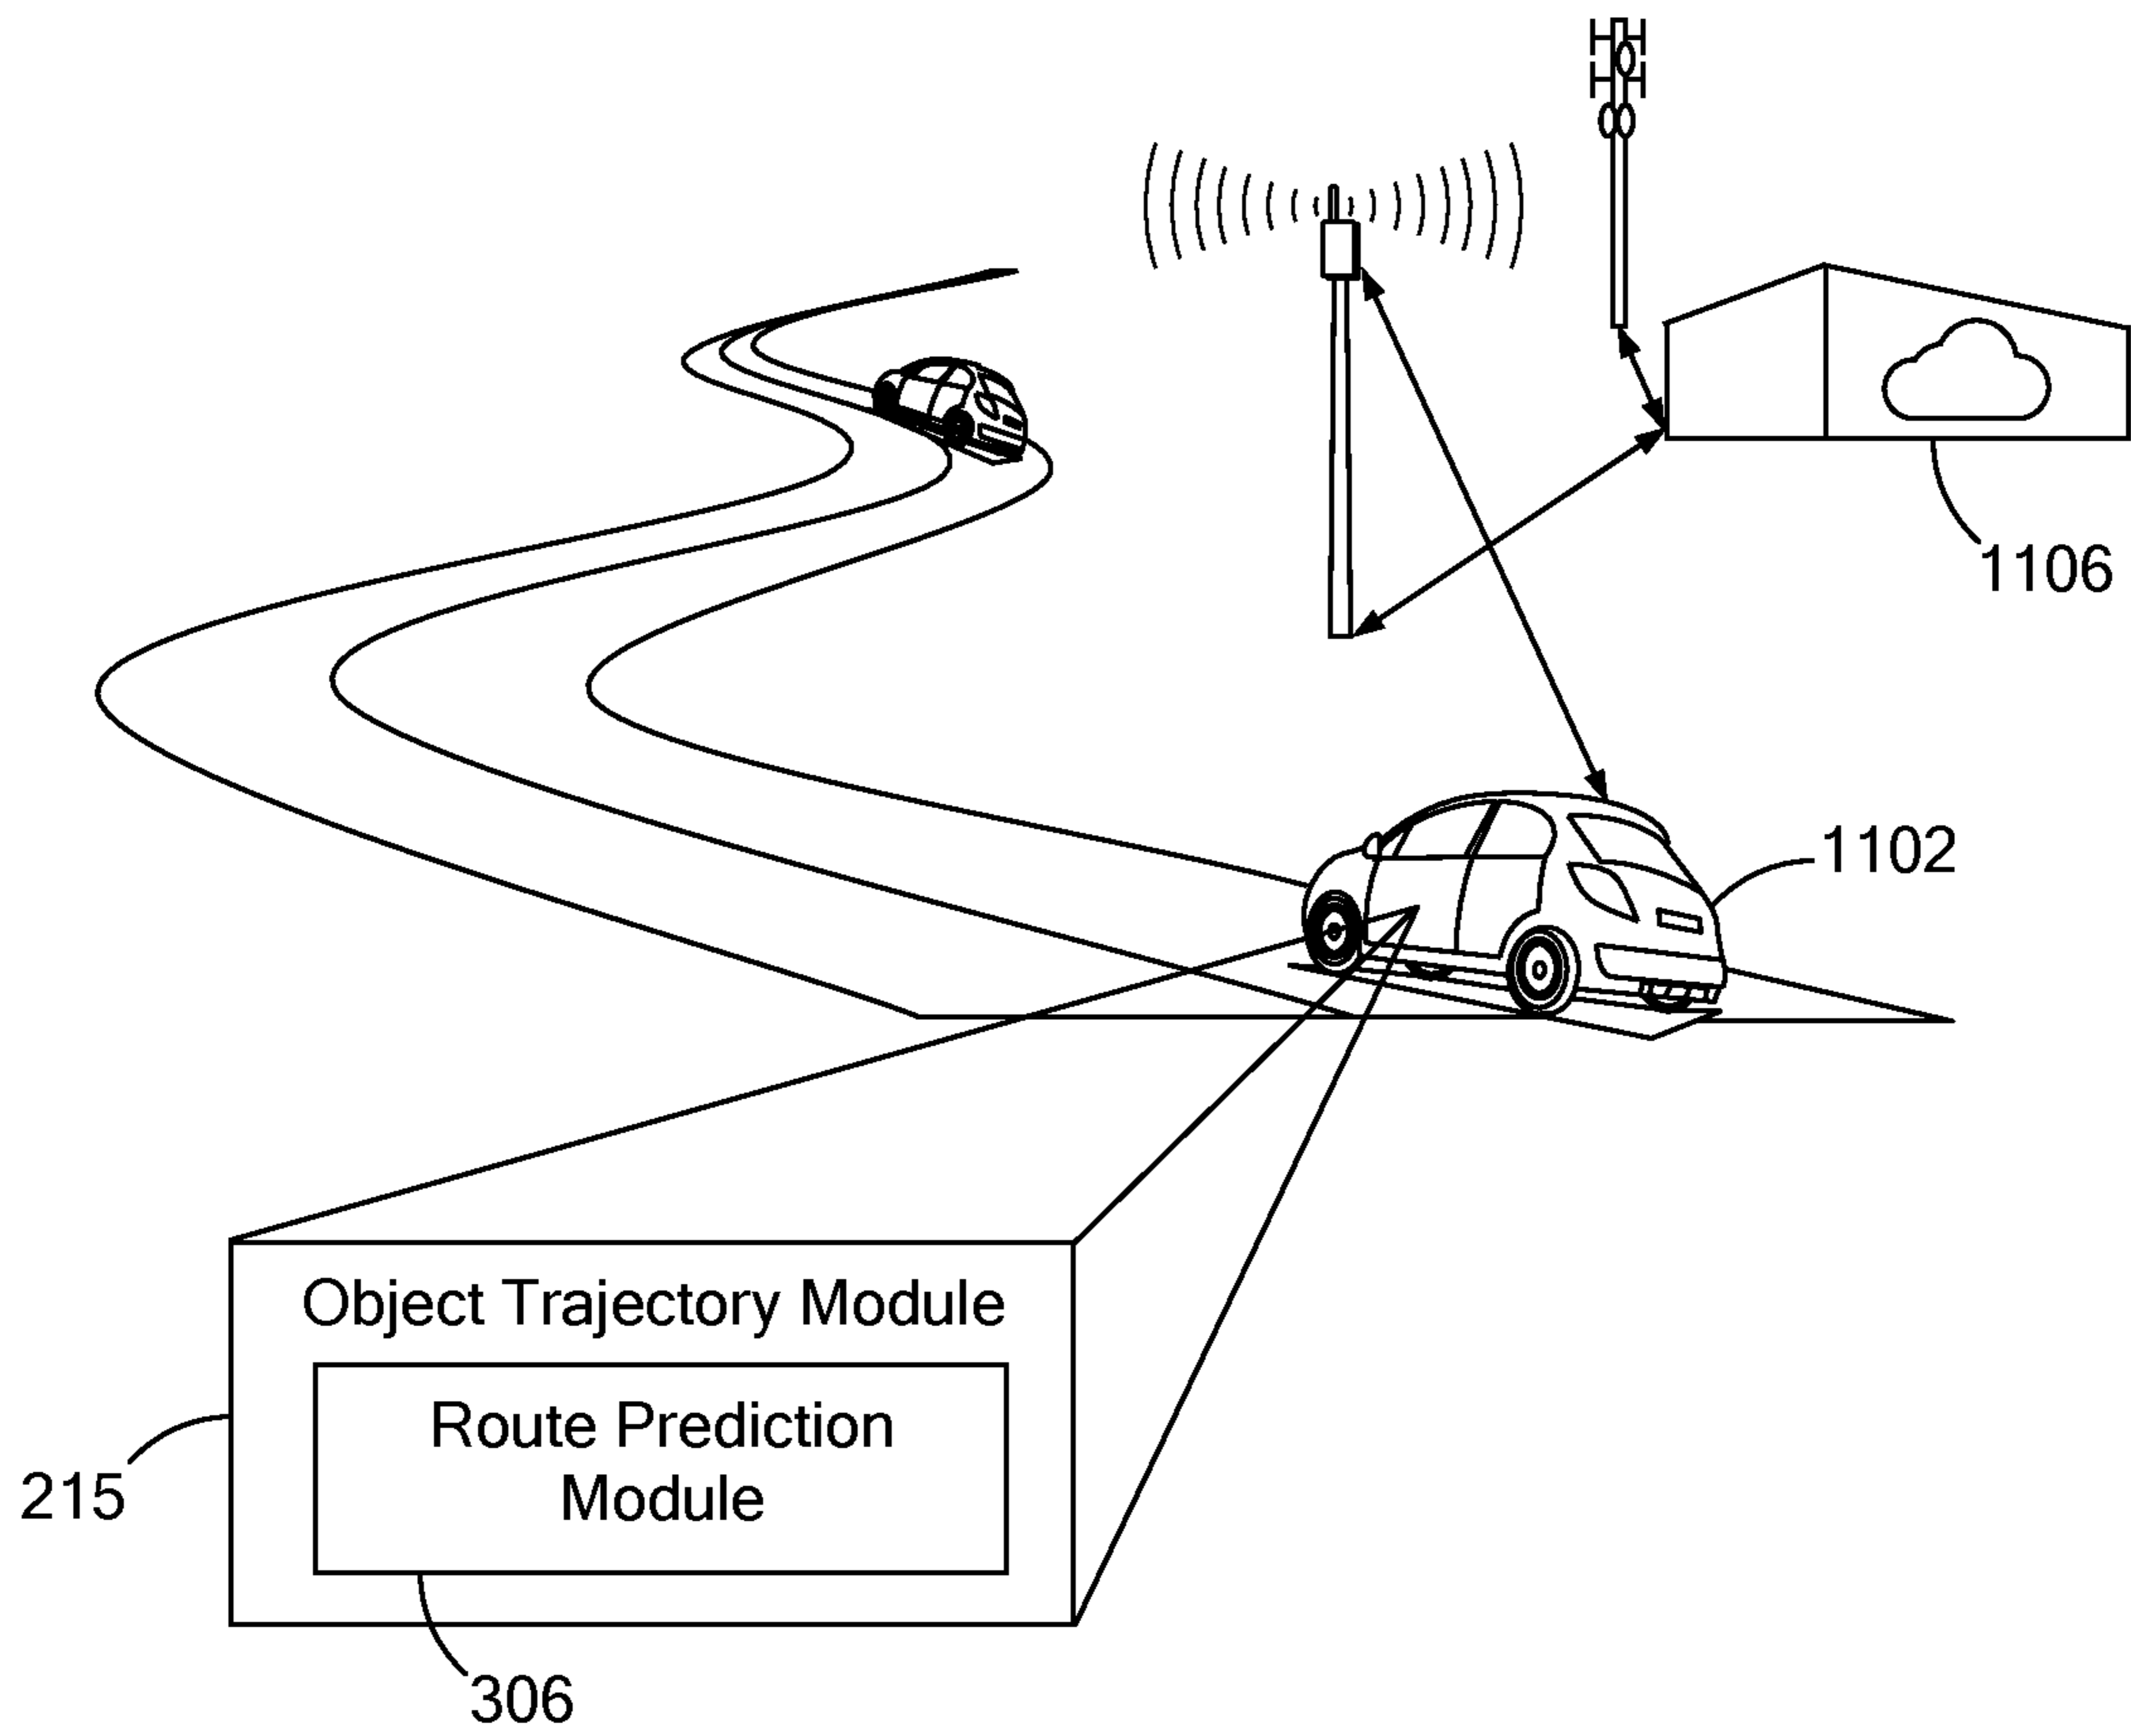 1106
1102
Object Trajectory Module
Route Prediction
Module
215
306